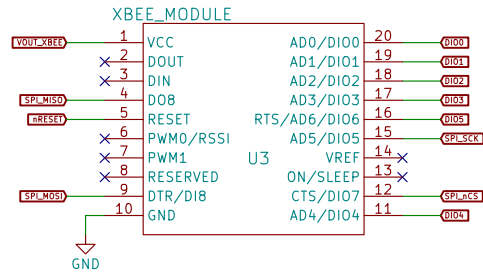 XBEE_MODULE
VOUT_XBEE 1 VCC AD0/DIO0 20 DIO0
2 DOUT AD1/DIO1 19 DIO1
3 DIN AD2/DIO2 18 DIO2
SPI_MISO 4 DO8 AD3/DIO3 17 DIO3
nRESET 5 RESET RTS/AD6/DIO6 16 DIO5
6 PWM0/RSSI AD5/DIO5 15 SPI_SCK
7 PWM1 U3 VREF 14
8 RESERVED ON/SLEEP 13
SPI_MOSI 9 DTR/DI8 CTS/DIO7 12 SPI_nCS
10 GND AD4/DIO4 11 DIO4
GND